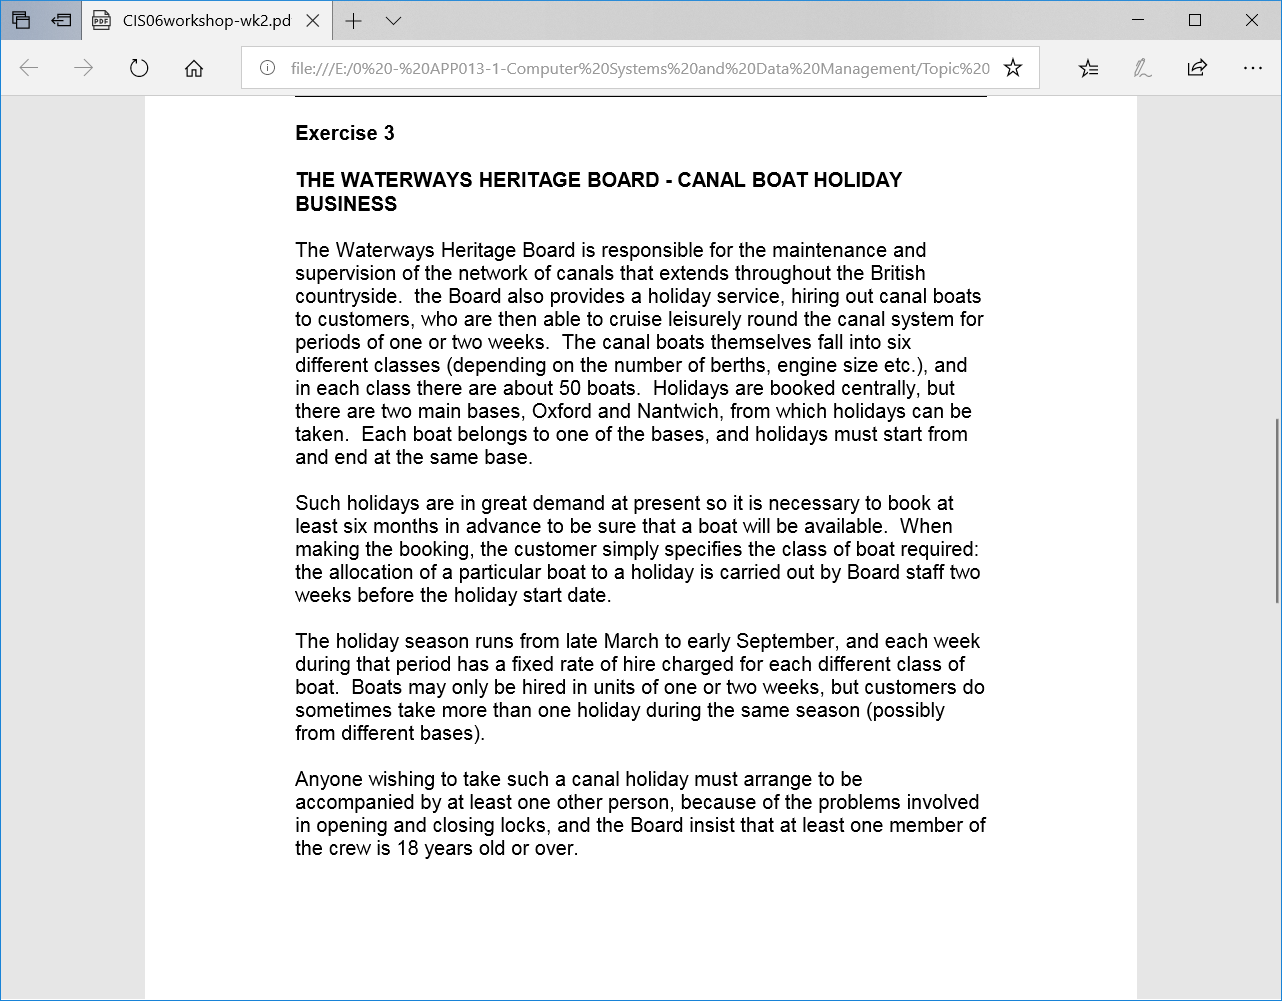 CIS06workshop-wk2.pd
file:///E:/0%20-%20APP013-1-Computer%20Systems%20and%20Data%20Management/Topic%20
Exercise 3
THE WATERWAYS HERITAGE BOARD - CANAL BOAT HOLIDAY
BUSINESS
The Waterways Heritage Board is responsible for the maintenance and
supervision of the network of canals that extends throughout the British
countryside.  the Board also provides a holiday service, hiring out canal boats
to customers, who are then able to cruise leisurely round the canal system for
periods of one or two weeks.  The canal boats themselves fall into six
different classes (depending on the number of berths, engine size etc.), and
in each class there are about 50 boats.  Holidays are booked centrally, but
there are two main bases, Oxford and Nantwich, from which holidays can be
taken.  Each boat belongs to one of the bases, and holidays must start from
and end at the same base.
Such holidays are in great demand at present so it is necessary to book at
least six months in advance to be sure that a boat will be available.  When
making the booking, the customer simply specifies the class of boat required:
the allocation of a particular boat to a holiday is carried out by Board staff two
weeks before the holiday start date.
The holiday season runs from late March to early September, and each week
during that period has a fixed rate of hire charged for each different class of
boat.  Boats may only be hired in units of one or two weeks, but customers do
sometimes take more than one holiday during the same season (possibly
from different bases).
Anyone wishing to take such a canal holiday must arrange to be
accompanied by at least one other person, because of the problems involved
in opening and closing locks, and the Board insist that at least one member of
the crew is 18 years old or over.